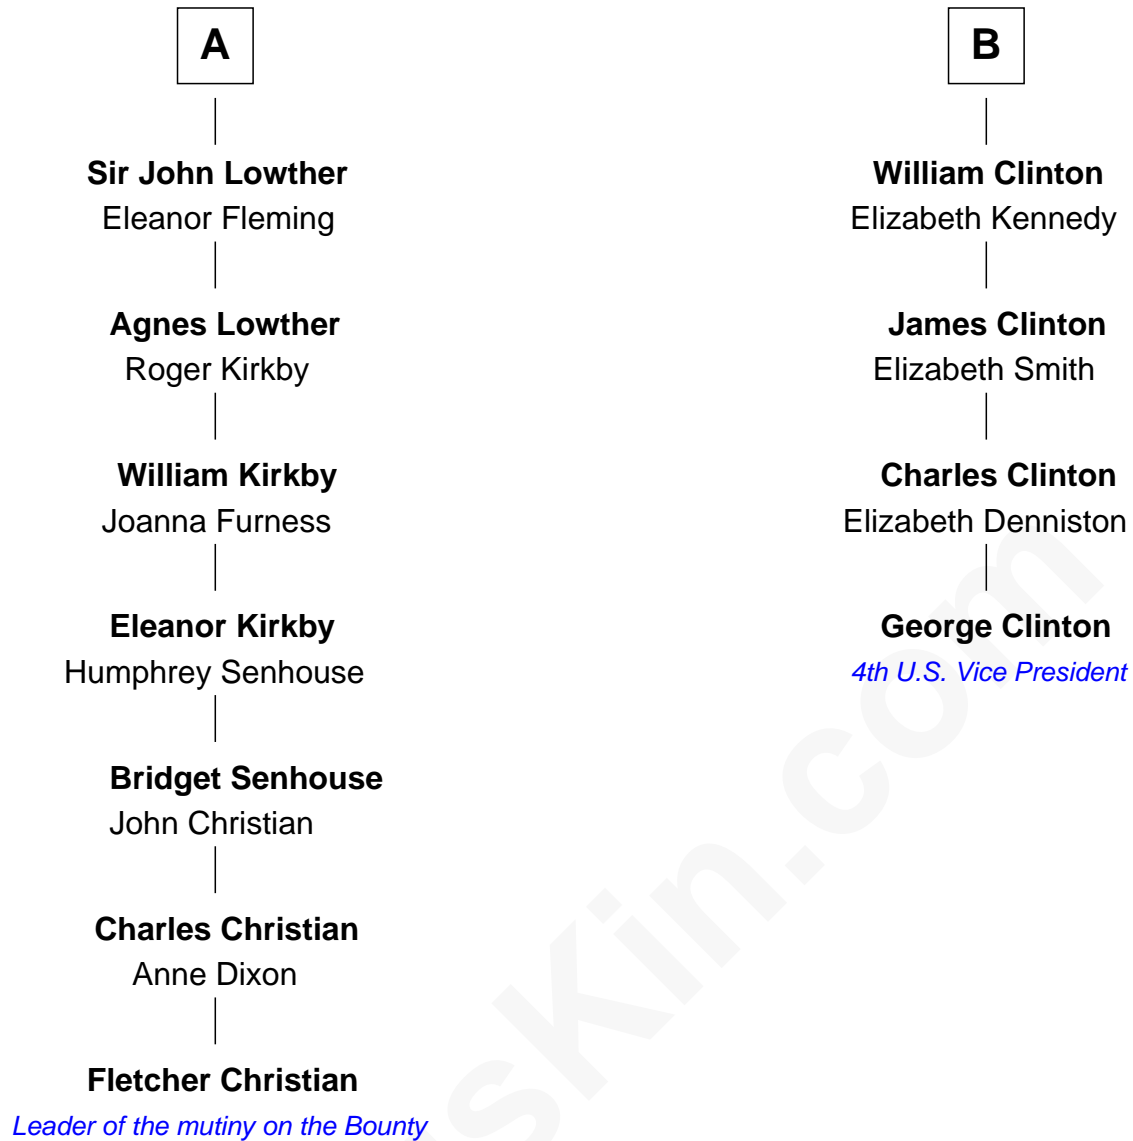 A
Sir John Lowther
Eleanor Fleming
Agnes Lowther
Roger Kirkby
William Kirkby
Joanna Furness
Eleanor Kirkby
Humphrey Senhouse
Bridget Senhouse
John Christian
Charles Christian
Anne Dixon
Fletcher Christian
Leader of the mutiny on the Bounty
B
William Clinton
Elizabeth Kennedy
James Clinton
Elizabeth Smith
Charles Clinton
Elizabeth Denniston
George Clinton
4th U.S. Vice President
sKin.com